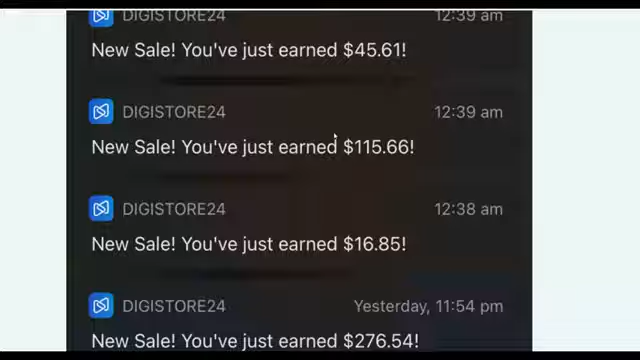 DIGISTORE24 12:39 am
New Sale! You've just earned $45.61!
DIGISTORE24 12:39 am
New Sale! You've just earned $115.66!
DIGISTORE24 12:38 am
New Sale! You've just earned $16.85!
DIGISTORE24 Yesterday, 11:54 pm
New Sale! You've just earned $276.54!